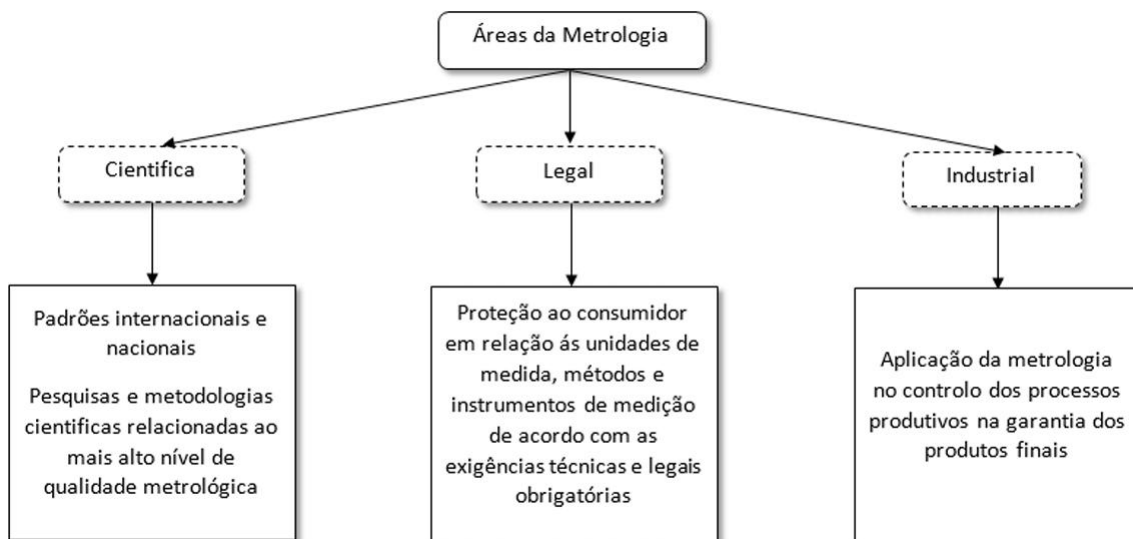 Áreas da Metrologia
Cientifica
Legal
Industrial
Padrões internacionais e
nacionais
Pesquisas e metodologias
cientificas relacionadas ao
mais alto nível de
qualidade metrológica
Proteção ao consumidor
em relação ás unidades de
medida, métodos e
instrumentos de medição
de acordo com as
exigências técnicas e legais
obrigatórias
Aplicação da metrologia
no controlo dos processos
produtivos na garantia dos
produtos finais